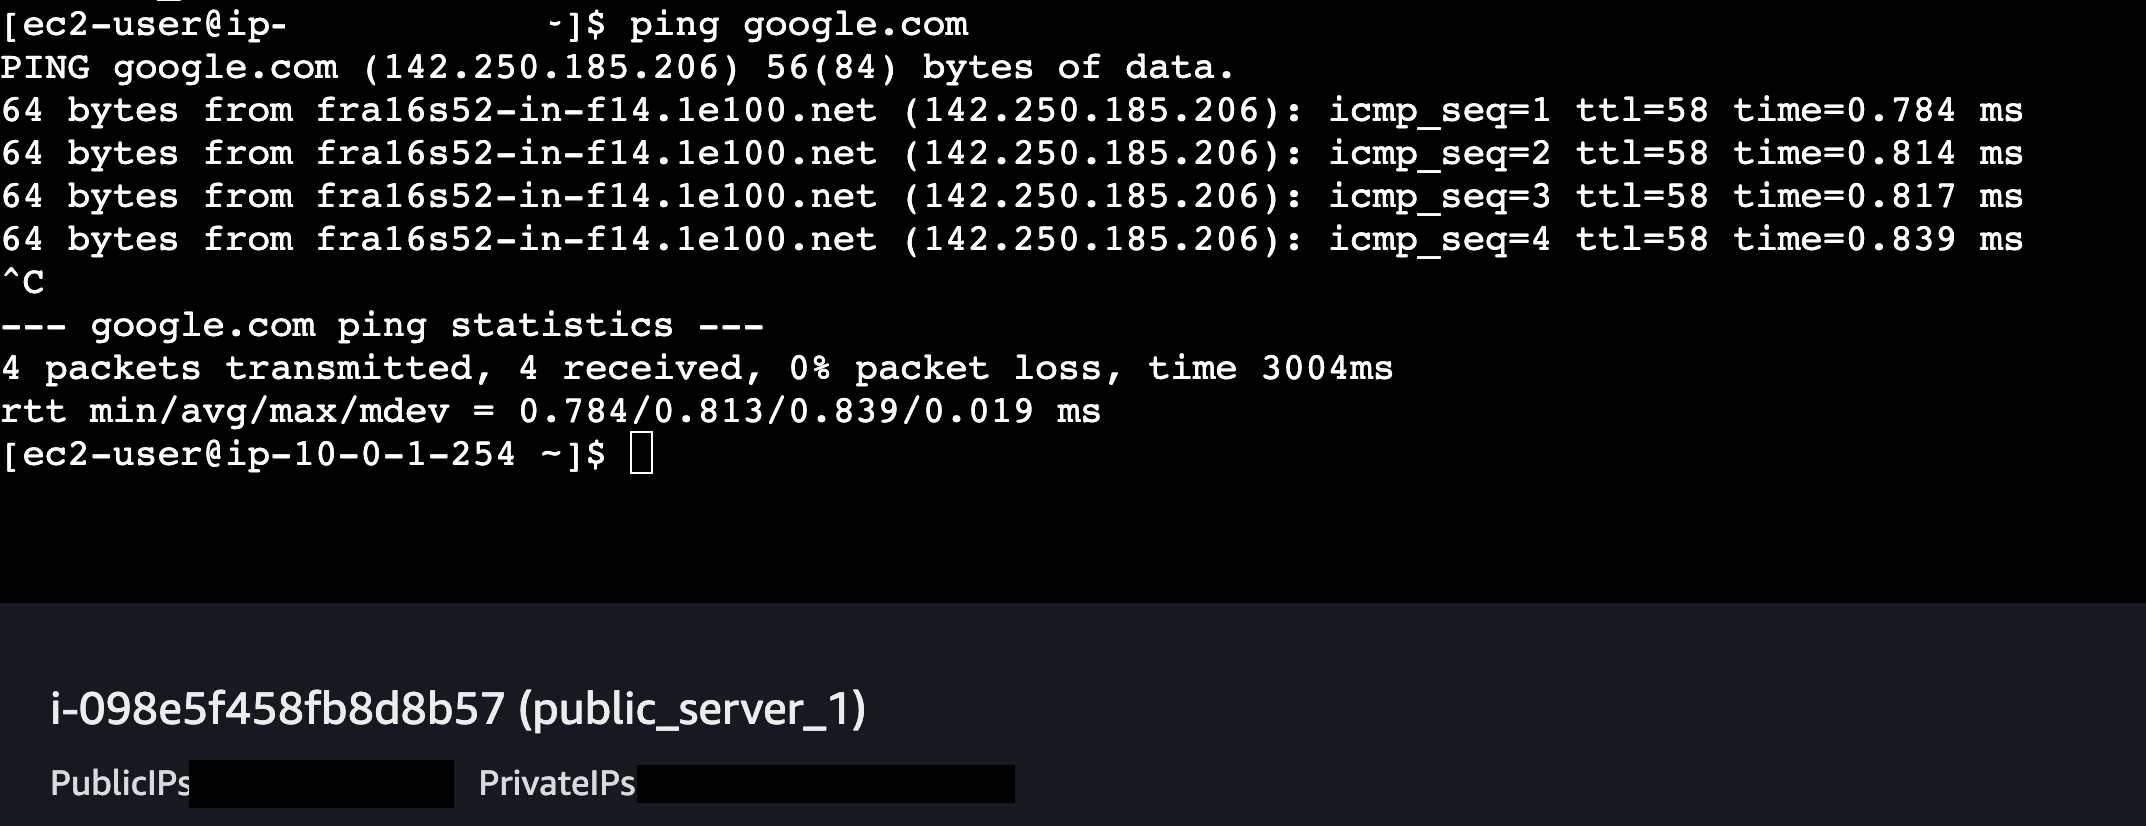 [ec2-user@ip- ~]$ ping google.com
PING google.com (142.250.185.206) 56(84) bytes of data.
64 bytes from fra16s52-in-f14.1e100.net (142.250.185.206): icmp_seq=1 ttl=58 time=0.784 ms
64 bytes from fra16s52-in-f14.1e100.net (142.250.185.206): icmp_seq=2 ttl=58 time=0.814 ms
64 bytes from fra16s52-in-f14.1e100.net (142.250.185.206): icmp_seq=3 ttl=58 time=0.817 ms
64 bytes from fra16s52-in-f14.1e100.net (142.250.185.206): icmp_seq=4 ttl=58 time=0.839 ms
^C
--- google.com ping statistics ---
4 packets transmitted, 4 received, 0% packet loss, time 3004ms
rtt min/avg/max/mdev = 0.784/0.813/0.839/0.019 ms
[ec2-user@ip-10-0-1-254 ~]$
i-098e5f458fb8d8b57 (public_server_1)
PublicIPs PrivateIPs